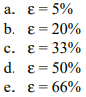 a. ε = 5%
b. ε = 20%
c. ε = 33%
d. ε = 50%
e. ε = 66%